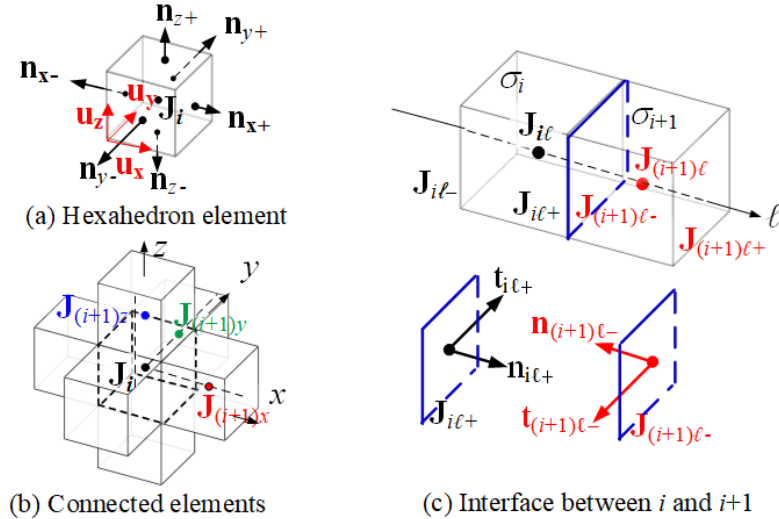 n_z+
n_y+
n_x-
J_i
u_y
u_z
n_x+
u_x
n_y-
n_z-
(a) Hexahedron element
z
y
J_(i+1)z
J_(i+1)y
J_i
J_(i+1)x
x
(b) Connected elements
σ_i
σ_i+1
J_iℓ
J_(i+1)ℓ
J_iℓ-
J_iℓ+
J_(i+1)ℓ-
J_(i+1)ℓ+
ℓ
t_iℓ+
n_(i+1)ℓ-
n_iℓ+
J_iℓ+
t_(i+1)ℓ-
J_(i+1)ℓ-
(c) Interface between i and i+1